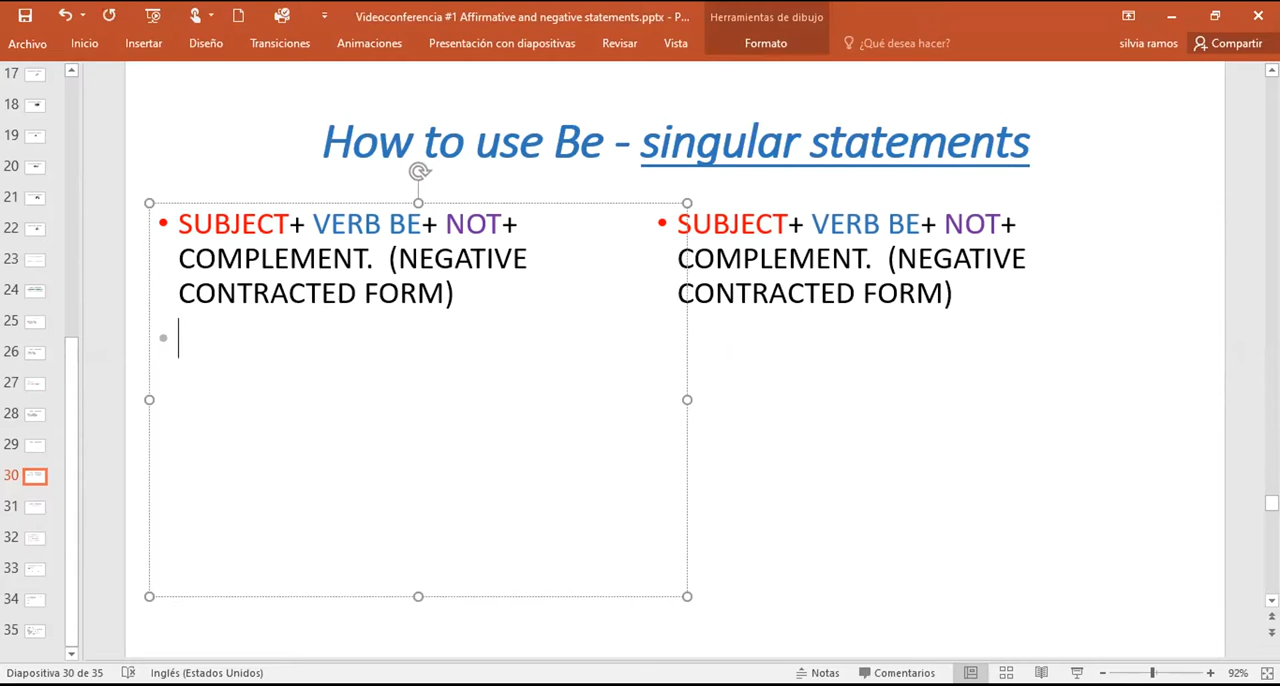 Videoconferencia #1 Affirmative and negative statements.pptx - P...
Herramientas de dibujo
Archivo Inicio Insertar Diseño Transiciones Animaciones Presentación con diapositivas Revisar Vista Formato ¿Qué desea hacer? silvia ramos Compartir
17
18
19
20
21
22
23
24
25
26
27
28
29
30
31
32
33
34
35
How to use Be - singular statements
• SUBJECT+ VERB BE+ NOT+
COMPLEMENT. (NEGATIVE
CONTRACTED FORM)
• SUBJECT+ VERB BE+ NOT+
COMPLEMENT. (NEGATIVE
CONTRACTED FORM)
Diapositiva 30 de 35 Inglés (Estados Unidos) Notas Comentarios 92%